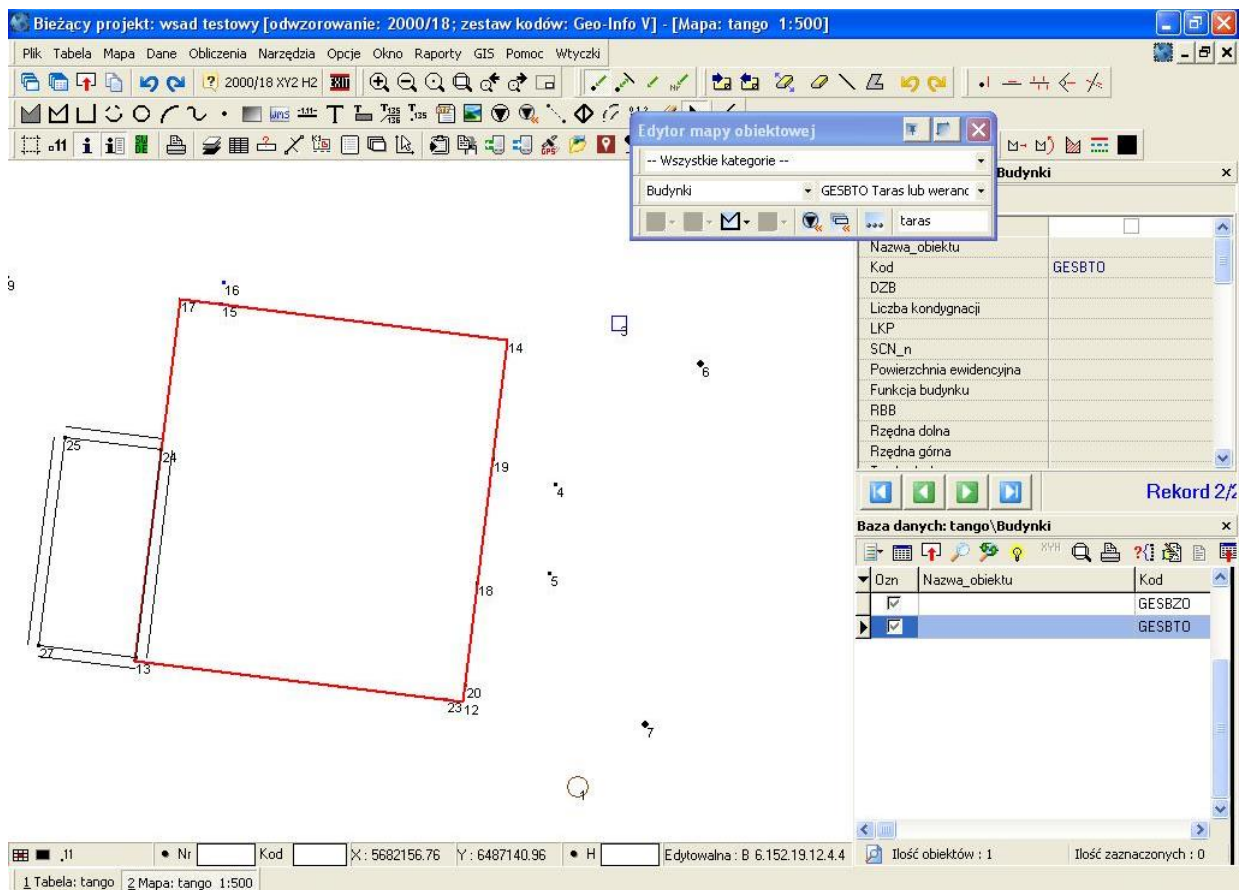 Bieżący projekt: wsad testowy [odwzorowanie: 2000/18; zestaw kodów: Geo-Info V] - [Mapa: tango 1:500]
Plik Tabela Mapa Dane Obliczenia Narzędzia Opcje Okno Raporty GIS Pomoc Wtyczki
2000/18 XY2 H2 EXIT
wms -111- T
.11
Edytor mapy obiektowej
-- Wszystkie kategorie --
Budynki GESBTO Taras lub weranc
taras
Budynki
Nazwa_obiektu
Kod GESBTO
DZB
Liczba kondygnacji
LKP
SCN_n
Powierzchnia ewidencyjna
Funkcja budynku
RBB
Rzędna dolna
Rzędna górna
Rekord 2/2
Baza danych: tango\Budynki
XYH
Ozn Nazwa_obiektu Kod
GESBZO
GESBTO
9
16
17
15
14
3
6
25
24
19
4
5
18
27
13
20
23 12
7
1
.11 Nr Kod X: 5682156.76 Y: 6487140.96 H Edytowalna : B 6.152.19.12.4.4
Ilość obiektów : 1 Ilość zaznaczonych : 0
1 Tabela: tango 2 Mapa: tango 1:500